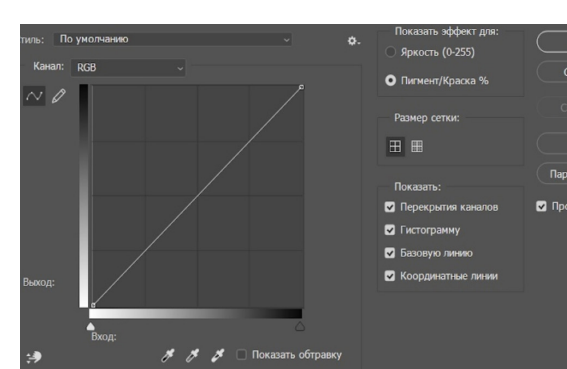 тиль: По умолчанию
Показать эффект для:
Яркость (0-255)
Канал: RGB
Пигмент/Краска %
Размер сетки:
Пар
Показать:
Перекрытия каналов
Про
Гистограмму
Базовую линию
Выход:
Координатные линии
Вход:
Показать обтравку